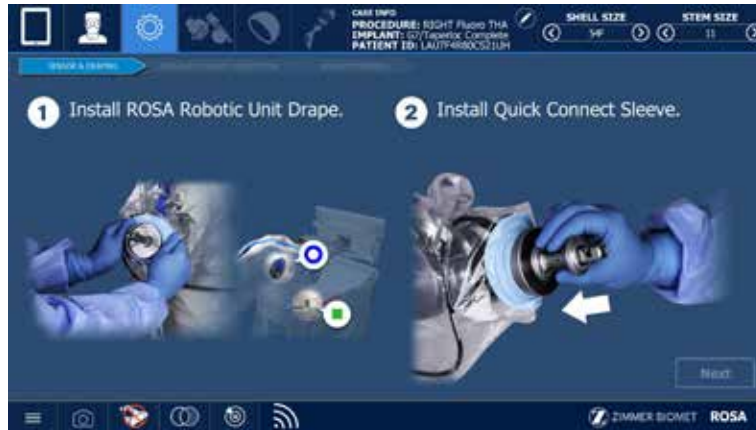 CASE INFO
PROCEDURE: RIGHT Fluoro THA
IMPLANT: G7/Taperloc Complete
SHELL SIZE
54F
STEM SIZE
11
1 Install ROSA Robotic Unit Drape.
2 Install Quick Connect Sleeve.
Next
ZIMMER BIOMET ROSA